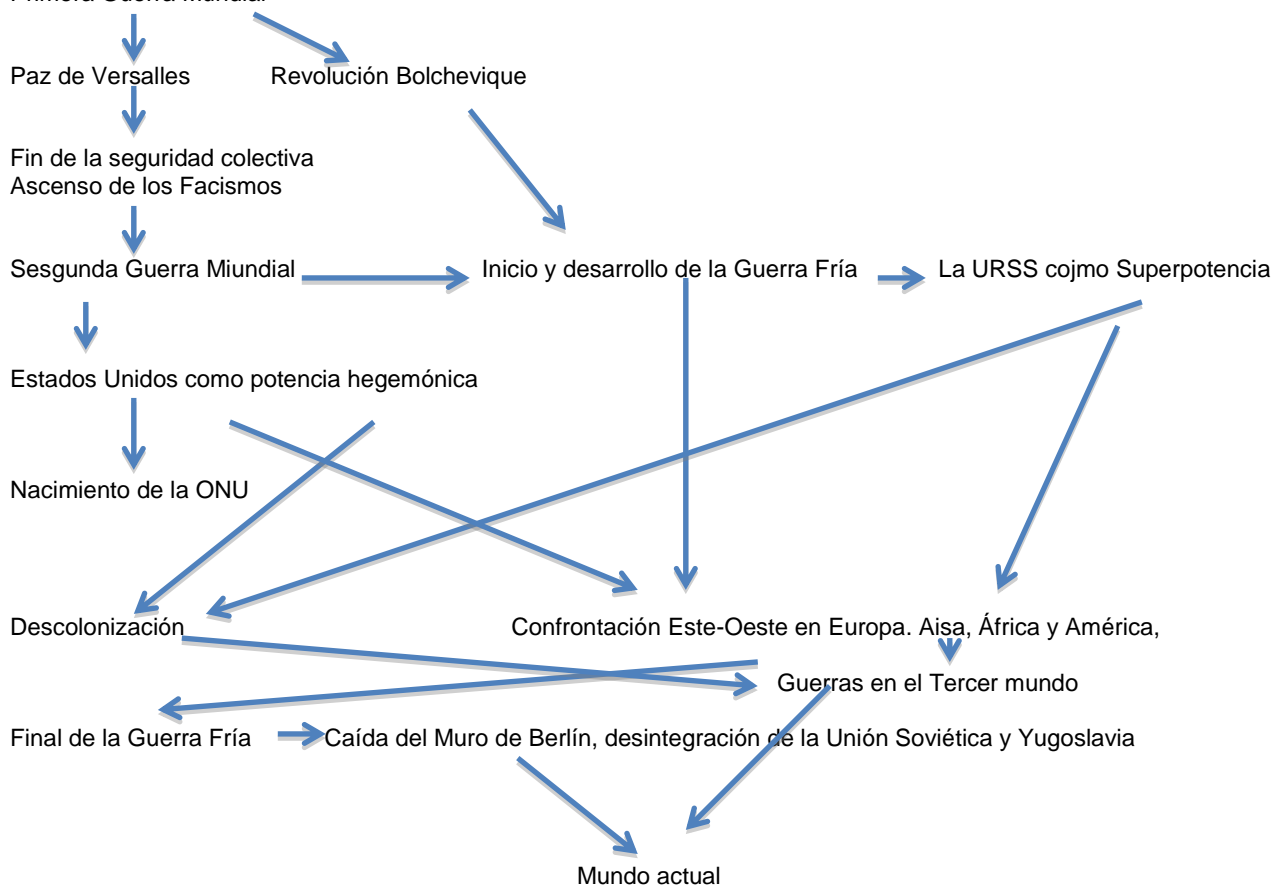 Primera Guerra Mundial
Paz de Versalles Revolución Bolchevique
Fin de la seguridad colectiva
Ascenso de los Facismos
Sesgunda Guerra Miundial Inicio y desarrollo de la Guerra Fría La URSS cojmo Superpotencia
Estados Unidos como potencia hegemónica
Nacimiento de la ONU
Descolonización Confrontación Este-Oeste en Europa. Aisa, África y América,
Guerras en el Tercer mundo
Final de la Guerra Fría Caída del Muro de Berlín, desintegración de la Unión Soviética y Yugoslavia
Mundo actual